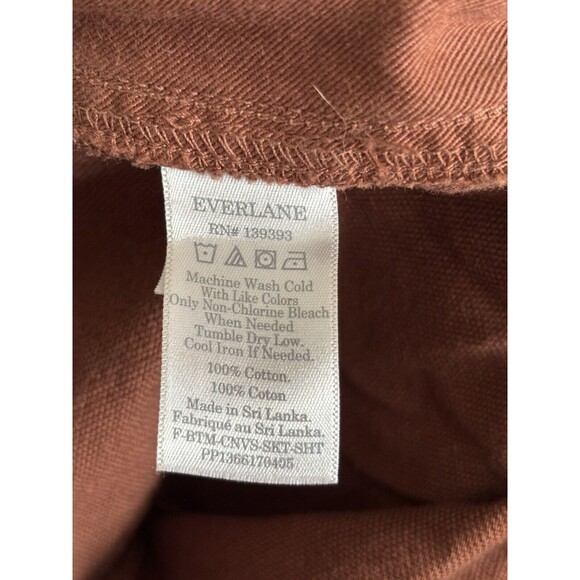 EVERLANE
RN# 139393
Machine Wash Cold
With Like Colors
Only Non-Chlorine Bleach
When Needed
Tumble Dry Low.
Cool Iron If Needed.
100% Cotton.
100% Coton
Made in Sri Lanka.
Fabriqué au Sri Lanka.
F-BTM-CNVS-SKT-SHT
PP1366170405